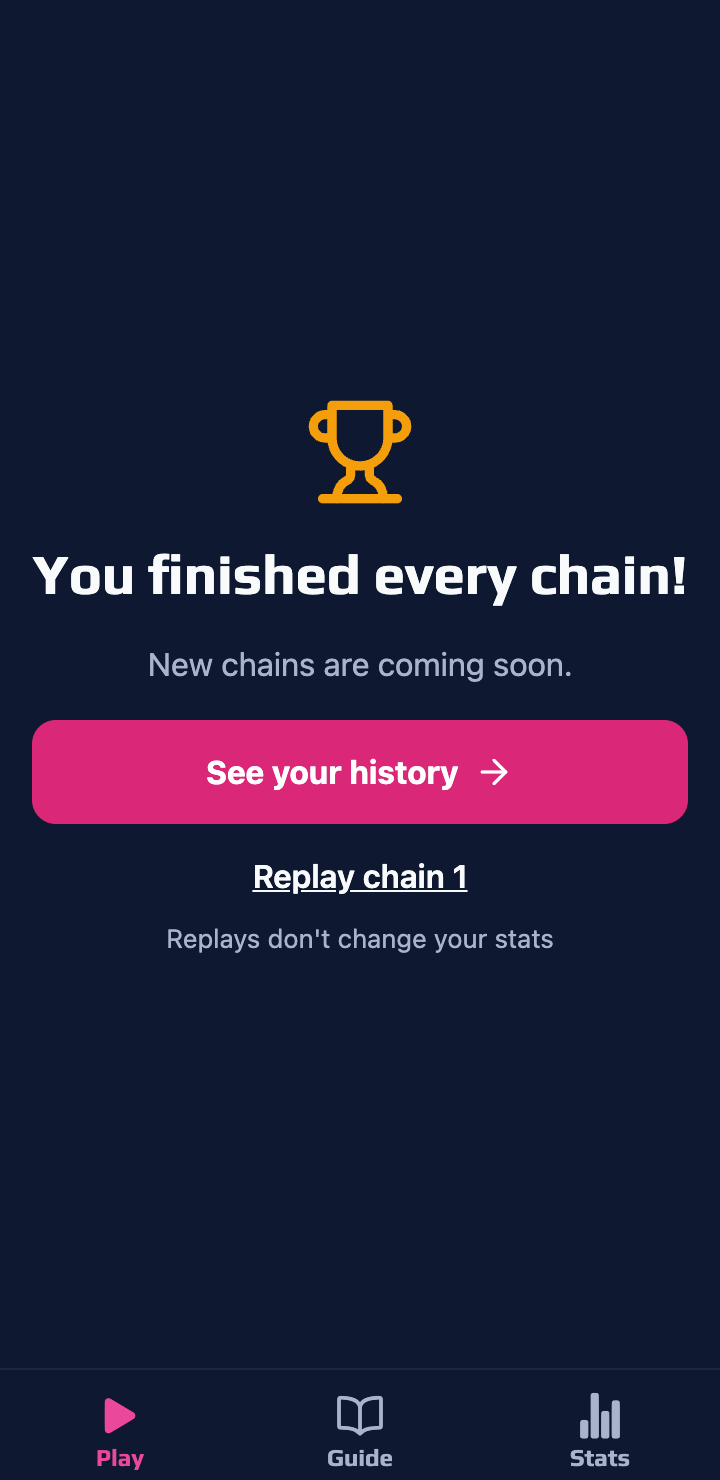 You finished every chain!
New chains are coming soon.
See your history
Replay chain 1
Replays don't change your stats
Play
Guide
Stats